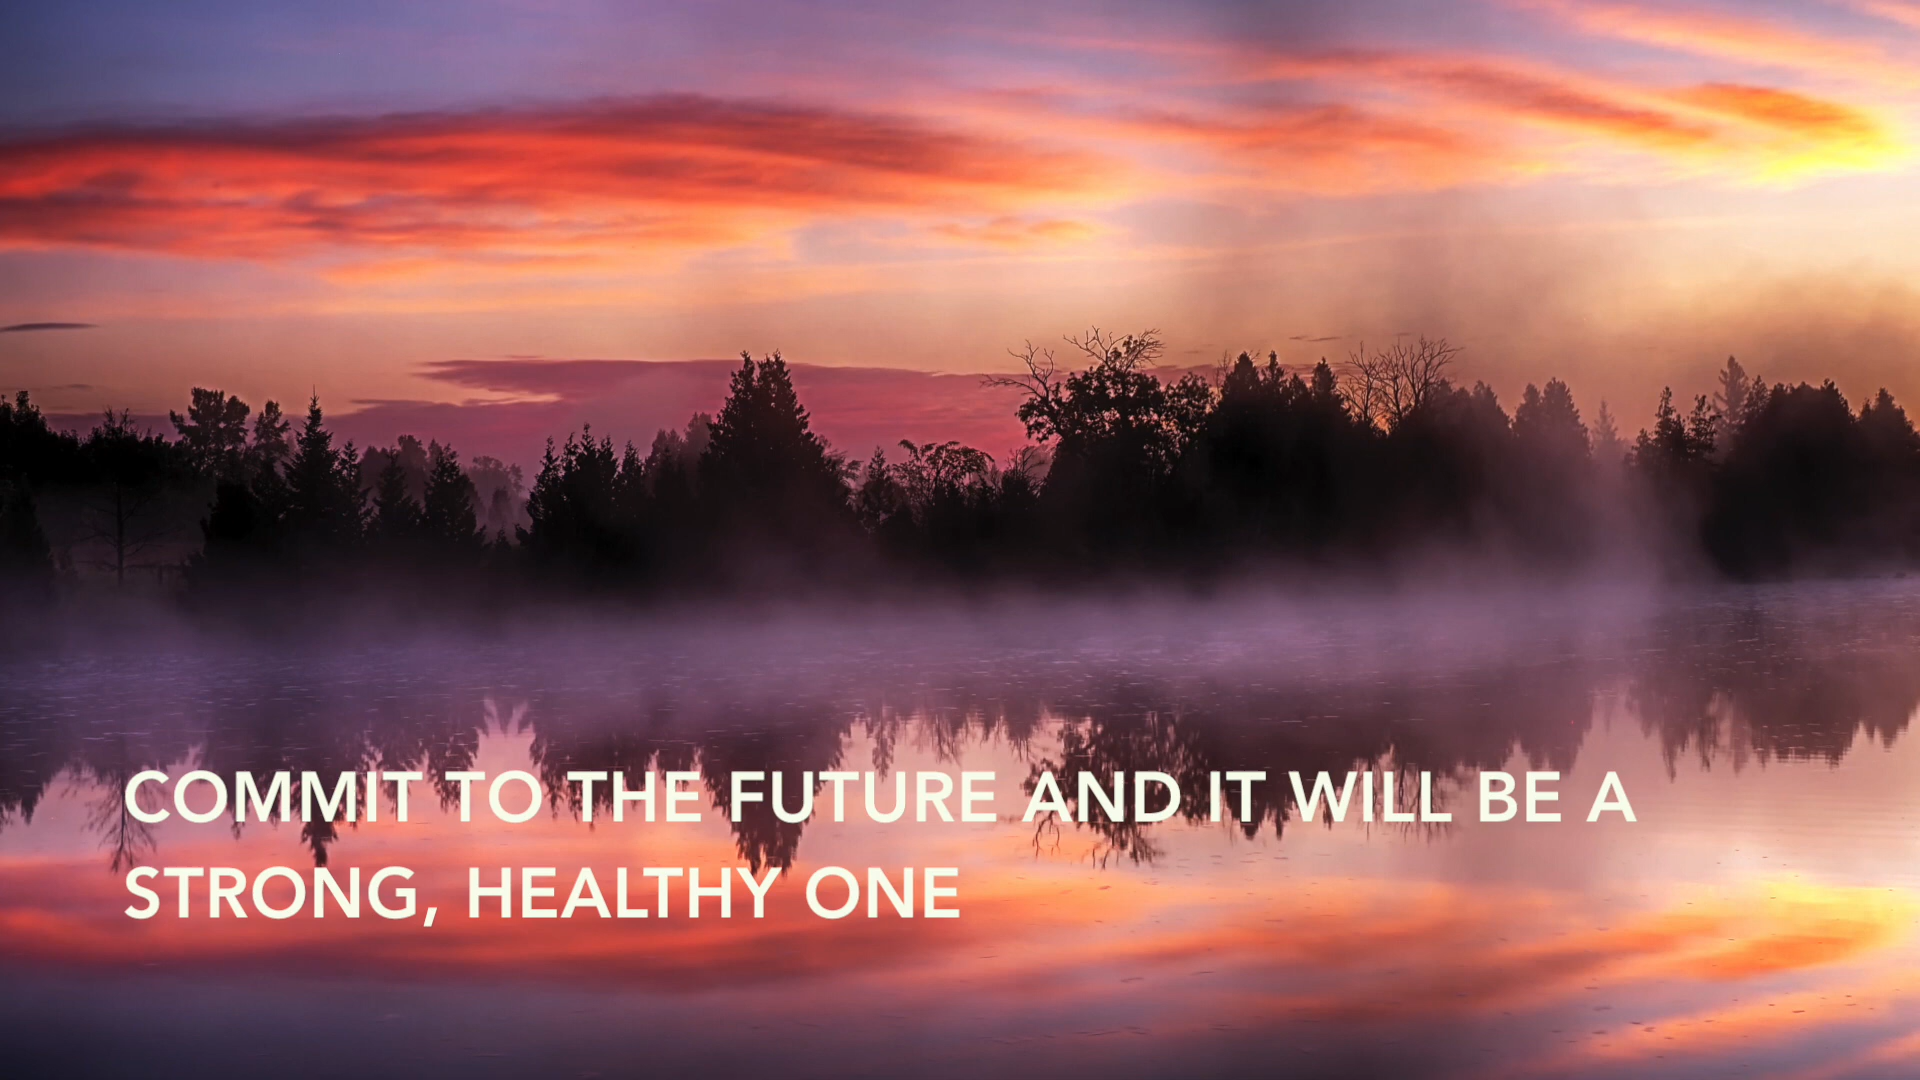 COMMIT TO THE FUTURE AND IT WILL BE A
STRONG, HEALTHY ONE